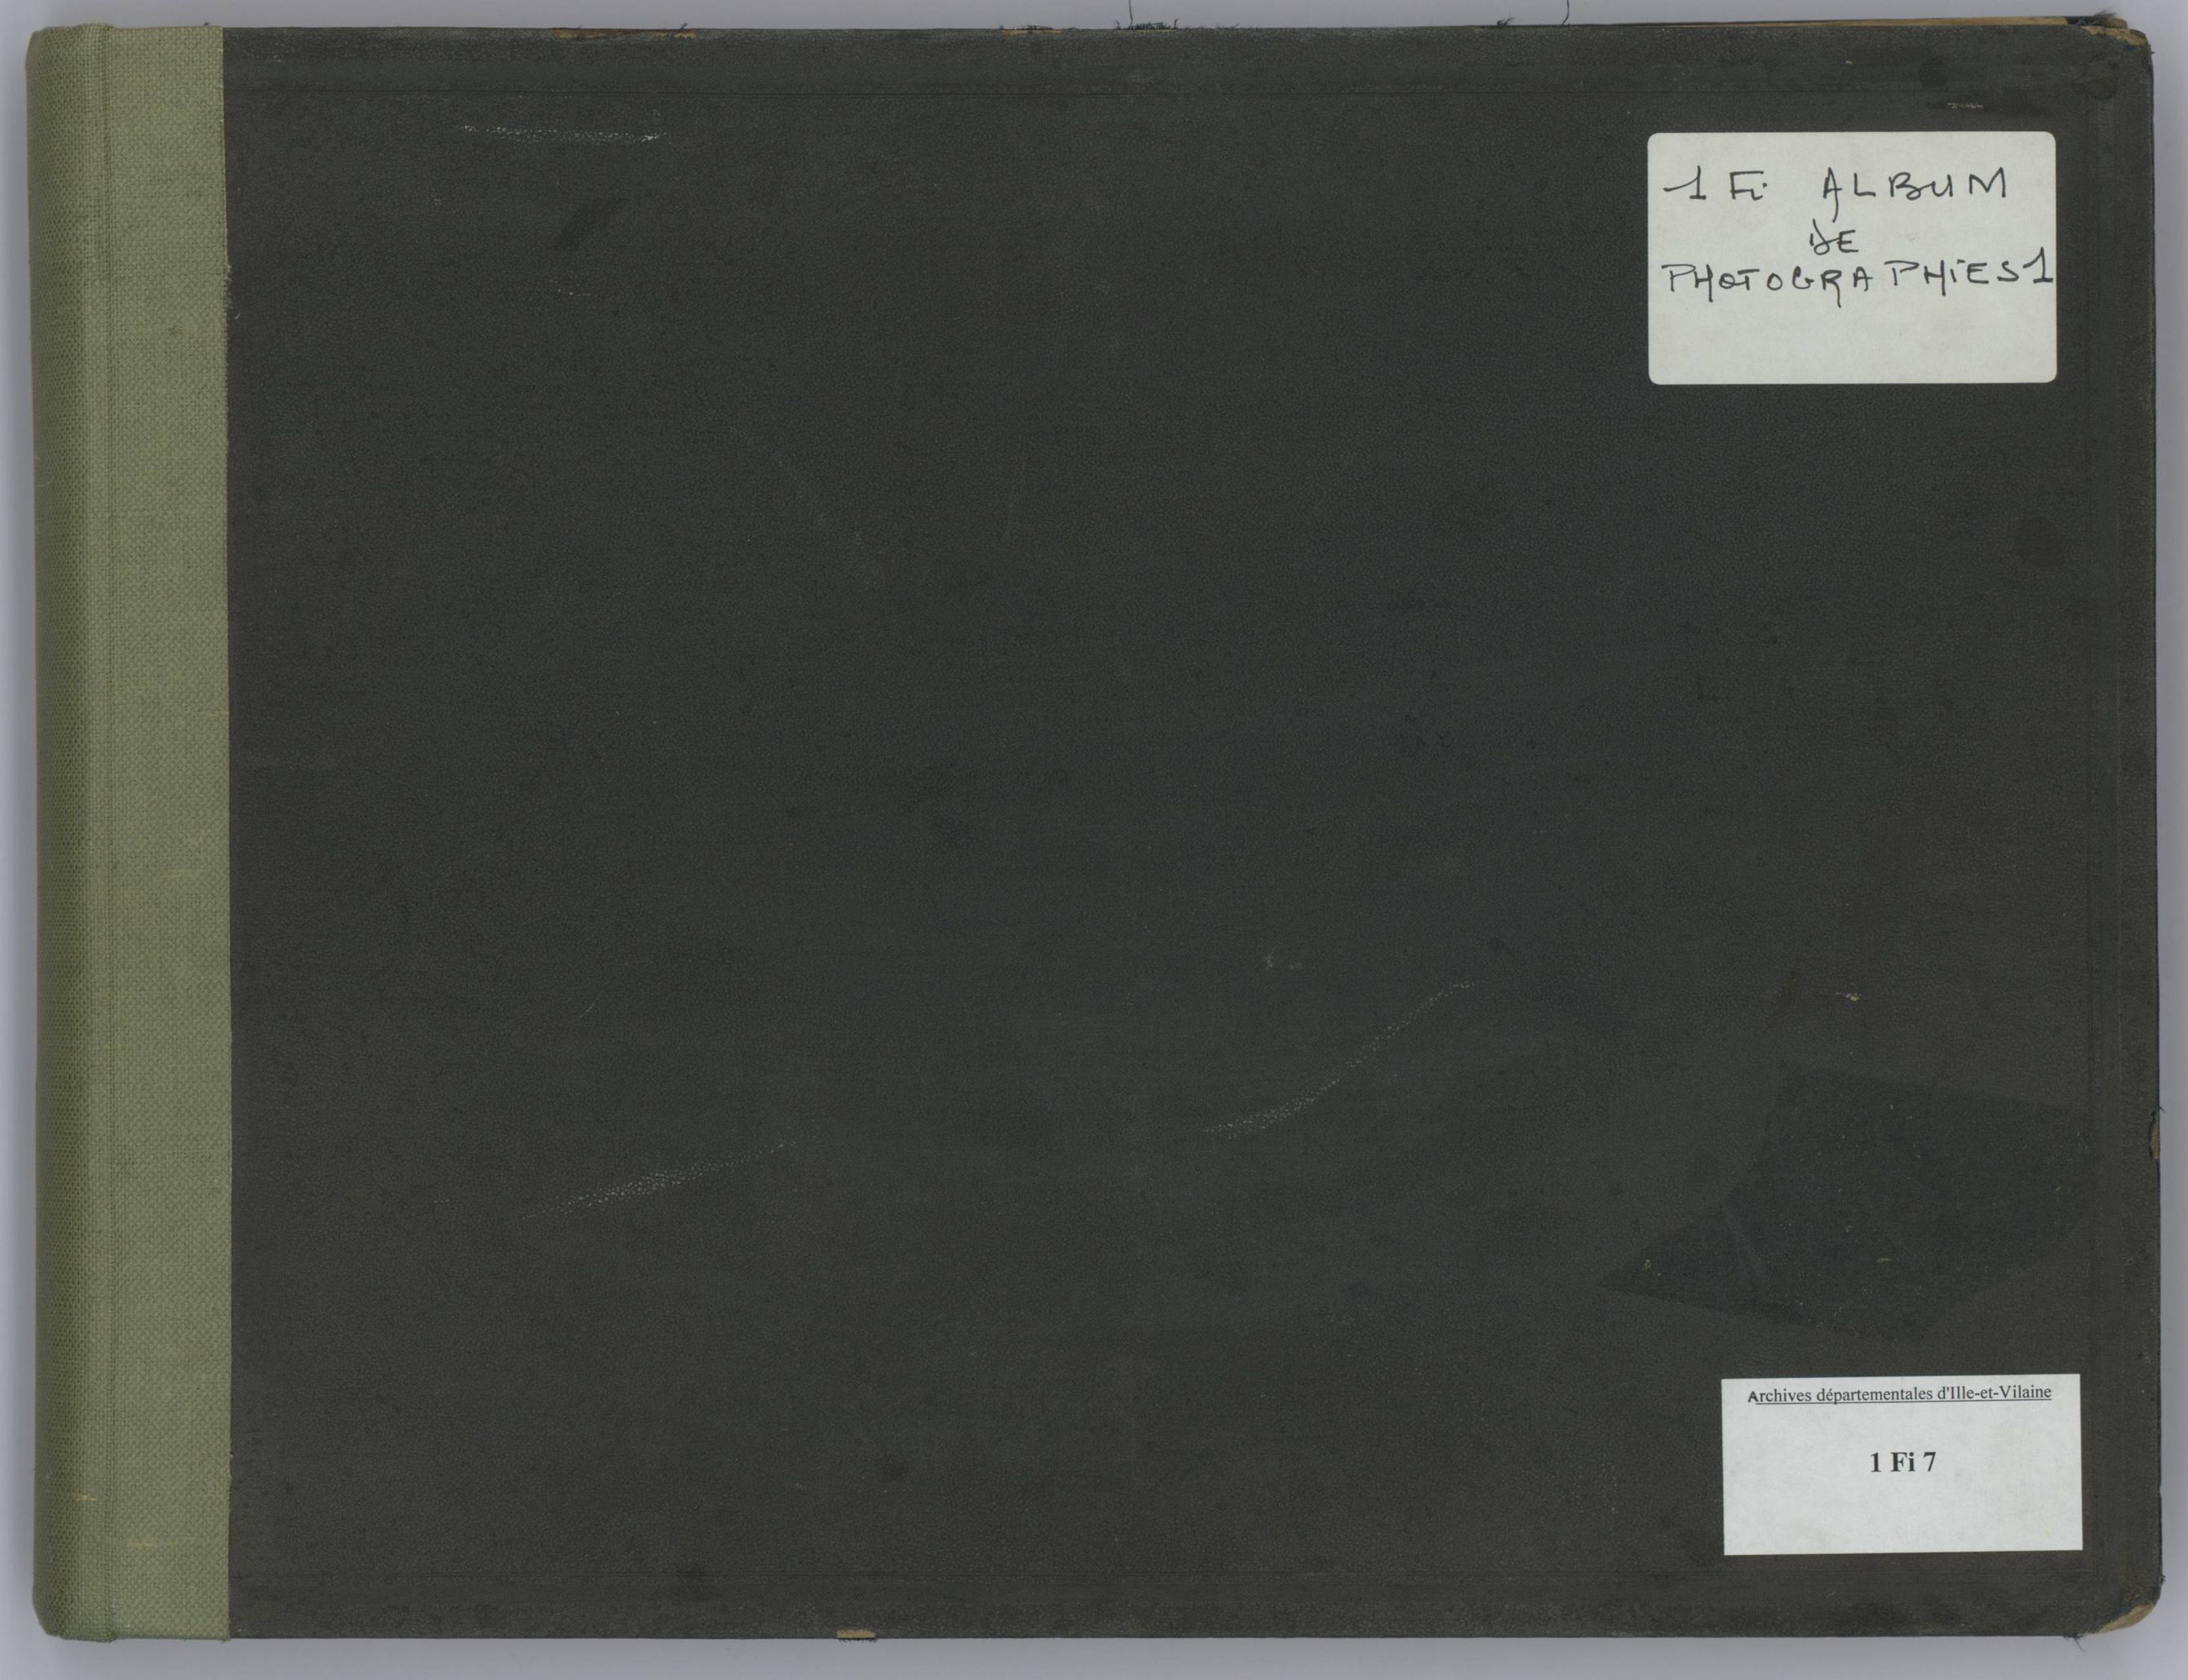 1 Fi ALBUM
DE
PHOTOGRAPHIES 1
Archives départementales d'Ille-et-Vilaine
1 Fi 7